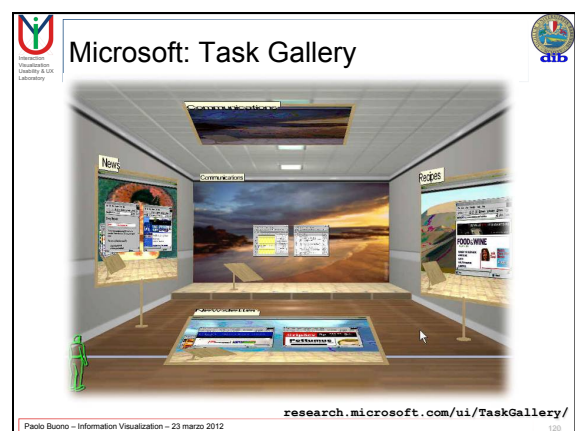 Interaction
Visualization
Usability & UX
Laboratory
Microsoft: Task Gallery
dib
Communications
News
Communications
Recipes
FOOD&WINE
research.microsoft.com/ui/TaskGallery/
Paolo Buono – Information Visualization – 23 marzo 2012
120